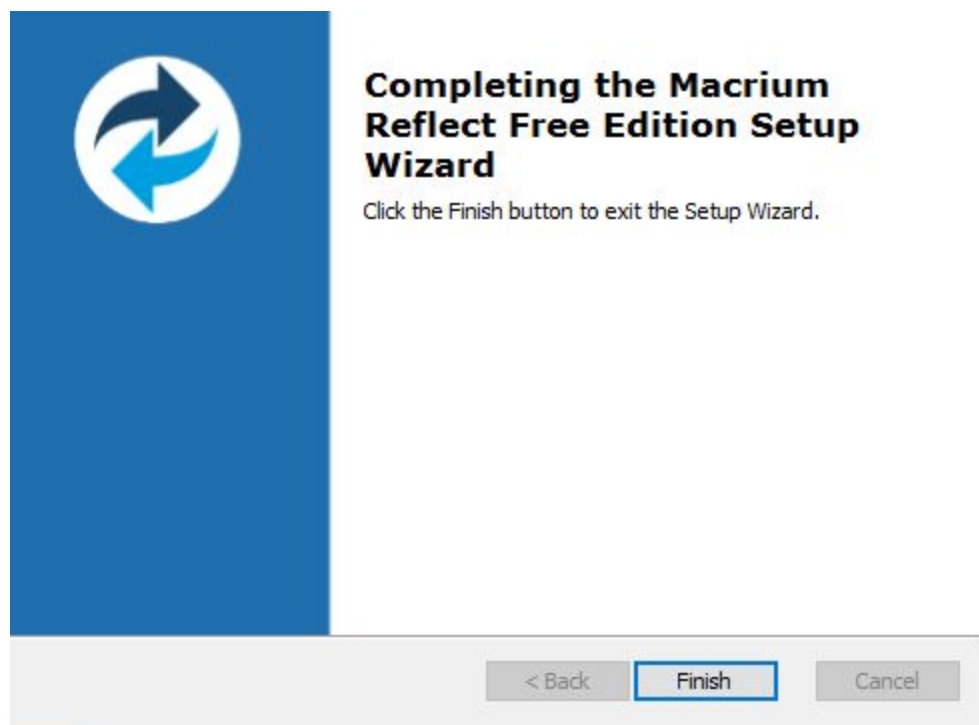 Completing the Macrium
Reflect Free Edition Setup
Wizard
Click the Finish button to exit the Setup Wizard.
< Back
Finish
Cancel